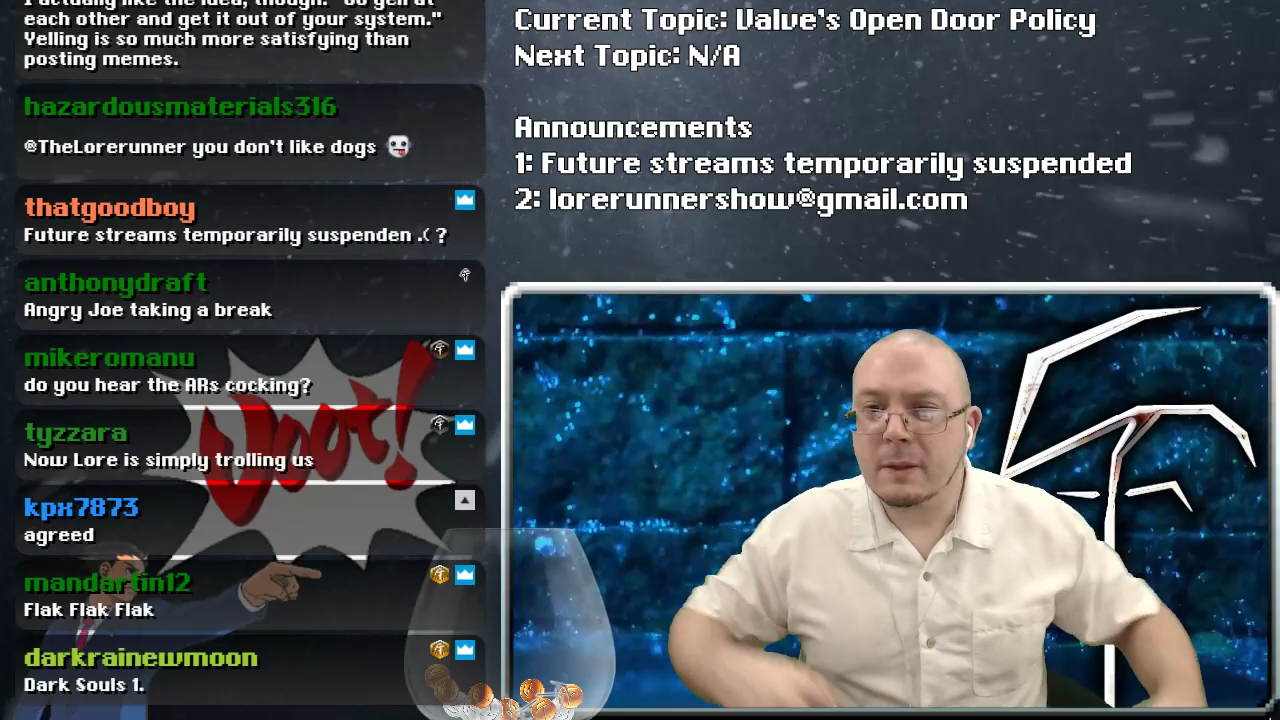 I actually like the idea, though. "Go yell at
each other and get it out of your system."
Yelling is so much more satisfying than
posting memes.
hazardousmaterials316
@TheLorerunner you don't like dogs
thatgoodboy
Future streams temporarily suspenden .( ?
anthonydraft
Angry Joe taking a break
mikeromanu
do you hear the ARs cocking?
tyzzara
Now Lore is simply trolling us
kpx7873
agreed
mandartin12
Flak Flak Flak
darkrainewmoon
Dark Souls 1.
Woot!
Current Topic: Valve's Open Door Policy
Next Topic: N/A
Announcements
1: Future streams temporarily suspended
2: lorerunnershow@gmail.com